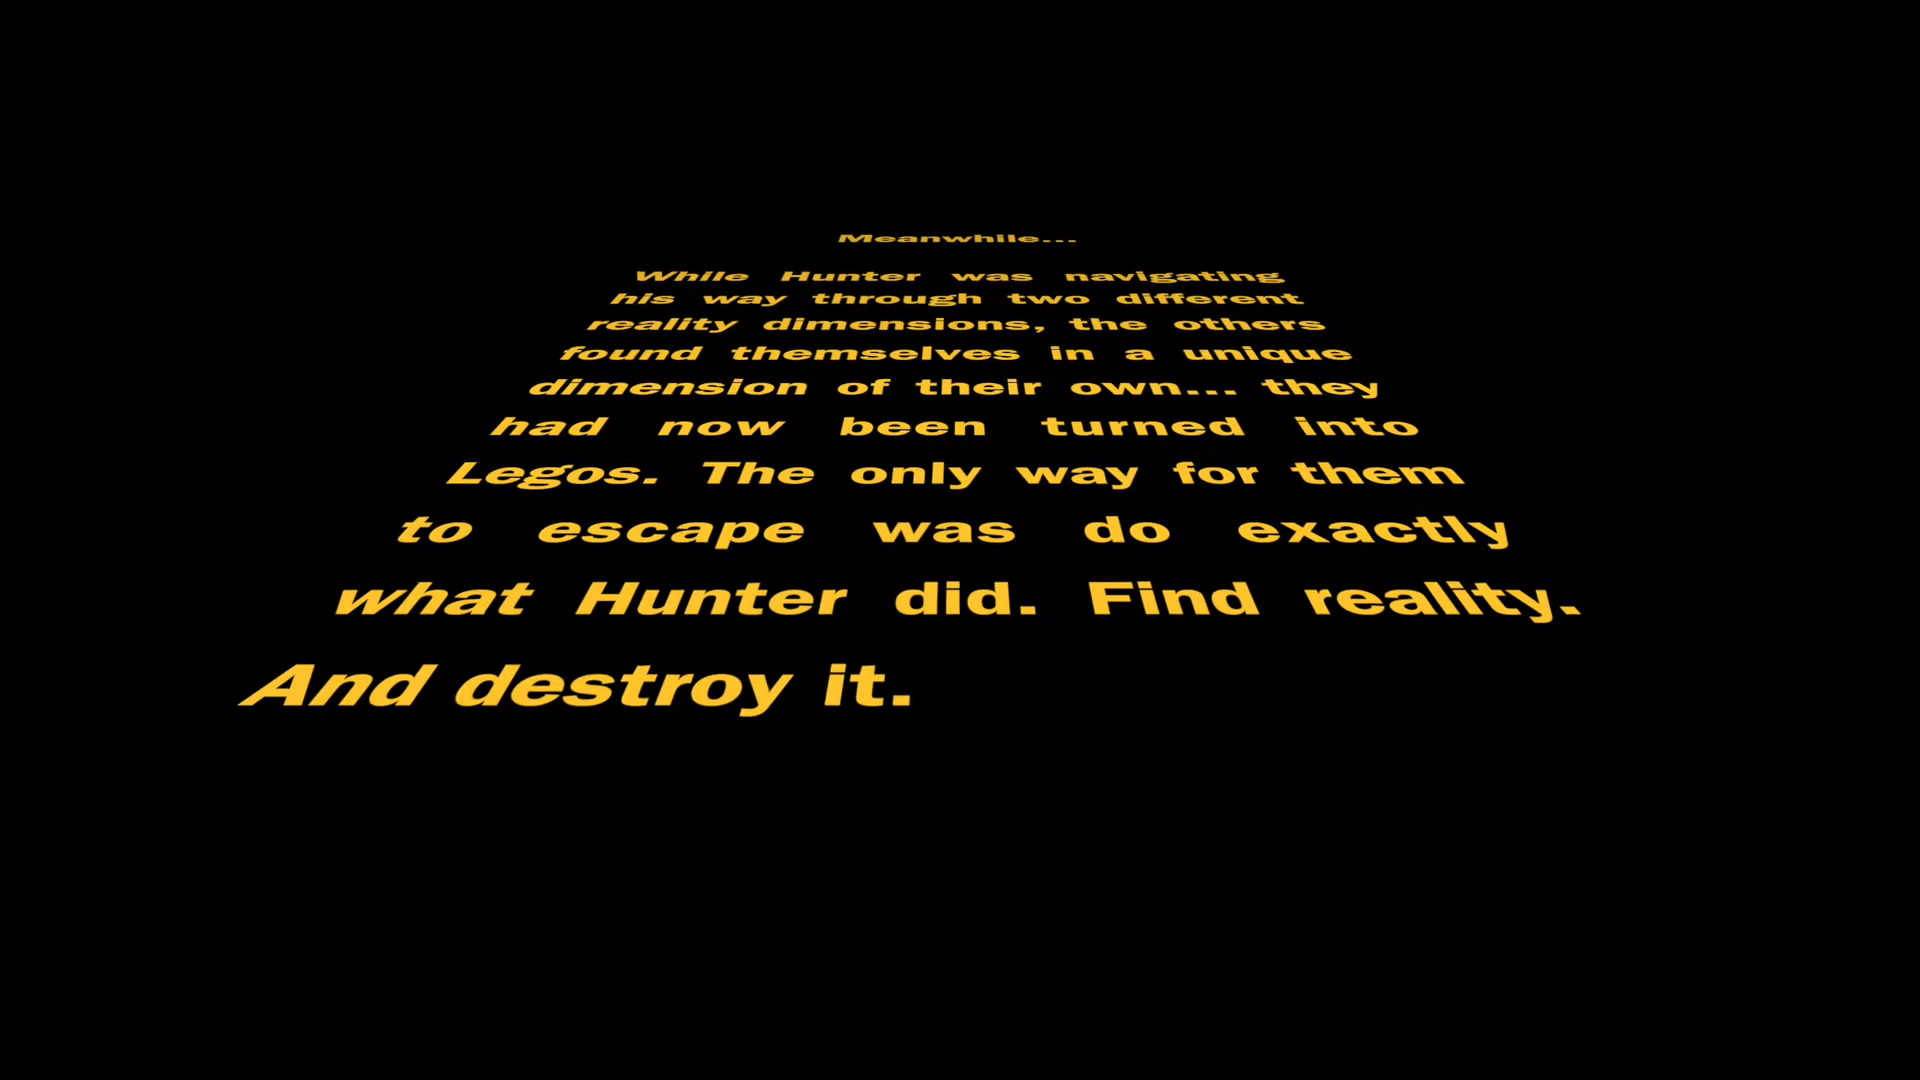 Meanwhile...
While Hunter was navigating
his way through two different
reality dimensions, the others
found themselves in a unique
dimension of their own... they
had now been turned into
Legos. The only way for them
to escape was do exactly
what Hunter did. Find reality.
And destroy it.